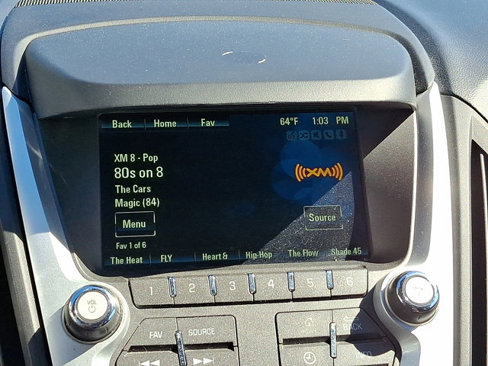 Back Home Fav 64°F 1:03 PM
XM 8 - Pop
80s on 8
((XM))
The Cars
Magic (84)
Menu Source
Fav 1 of 6
The Heat FLY Heart & Hip Hop The Flow Shade 45
1 2 3 4 5 6
VOL
FAV SOURCE
BACK